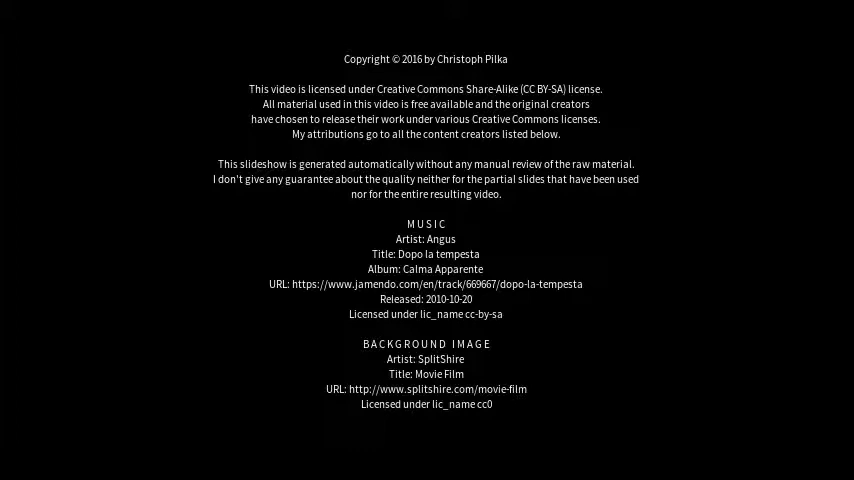 Copyright © 2016 by Christoph Pilka
This video is licensed under Creative Commons Share-Alike (CC BY-SA) license.
All material used in this video is free available and the original creators
have chosen to release their work under various Creative Commons licenses.
My attributions go to all the content creators listed below.
This slideshow is generated automatically without any manual review of the raw material.
I don't give any guarantee about the quality neither for the partial slides that have been used
nor for the entire resulting video.
MUSIC
Artist: Angus
Title: Dopo la tempesta
Album: Calma Apparente
URL: https://www.jamendo.com/en/track/669667/dopo-la-tempesta
Released: 2010-10-20
Licensed under lic_name cc-by-sa
BACKGROUND IMAGE
Artist: SplitShire
Title: Movie Film
URL: http://www.splitshire.com/movie-film
Licensed under lic_name cc0